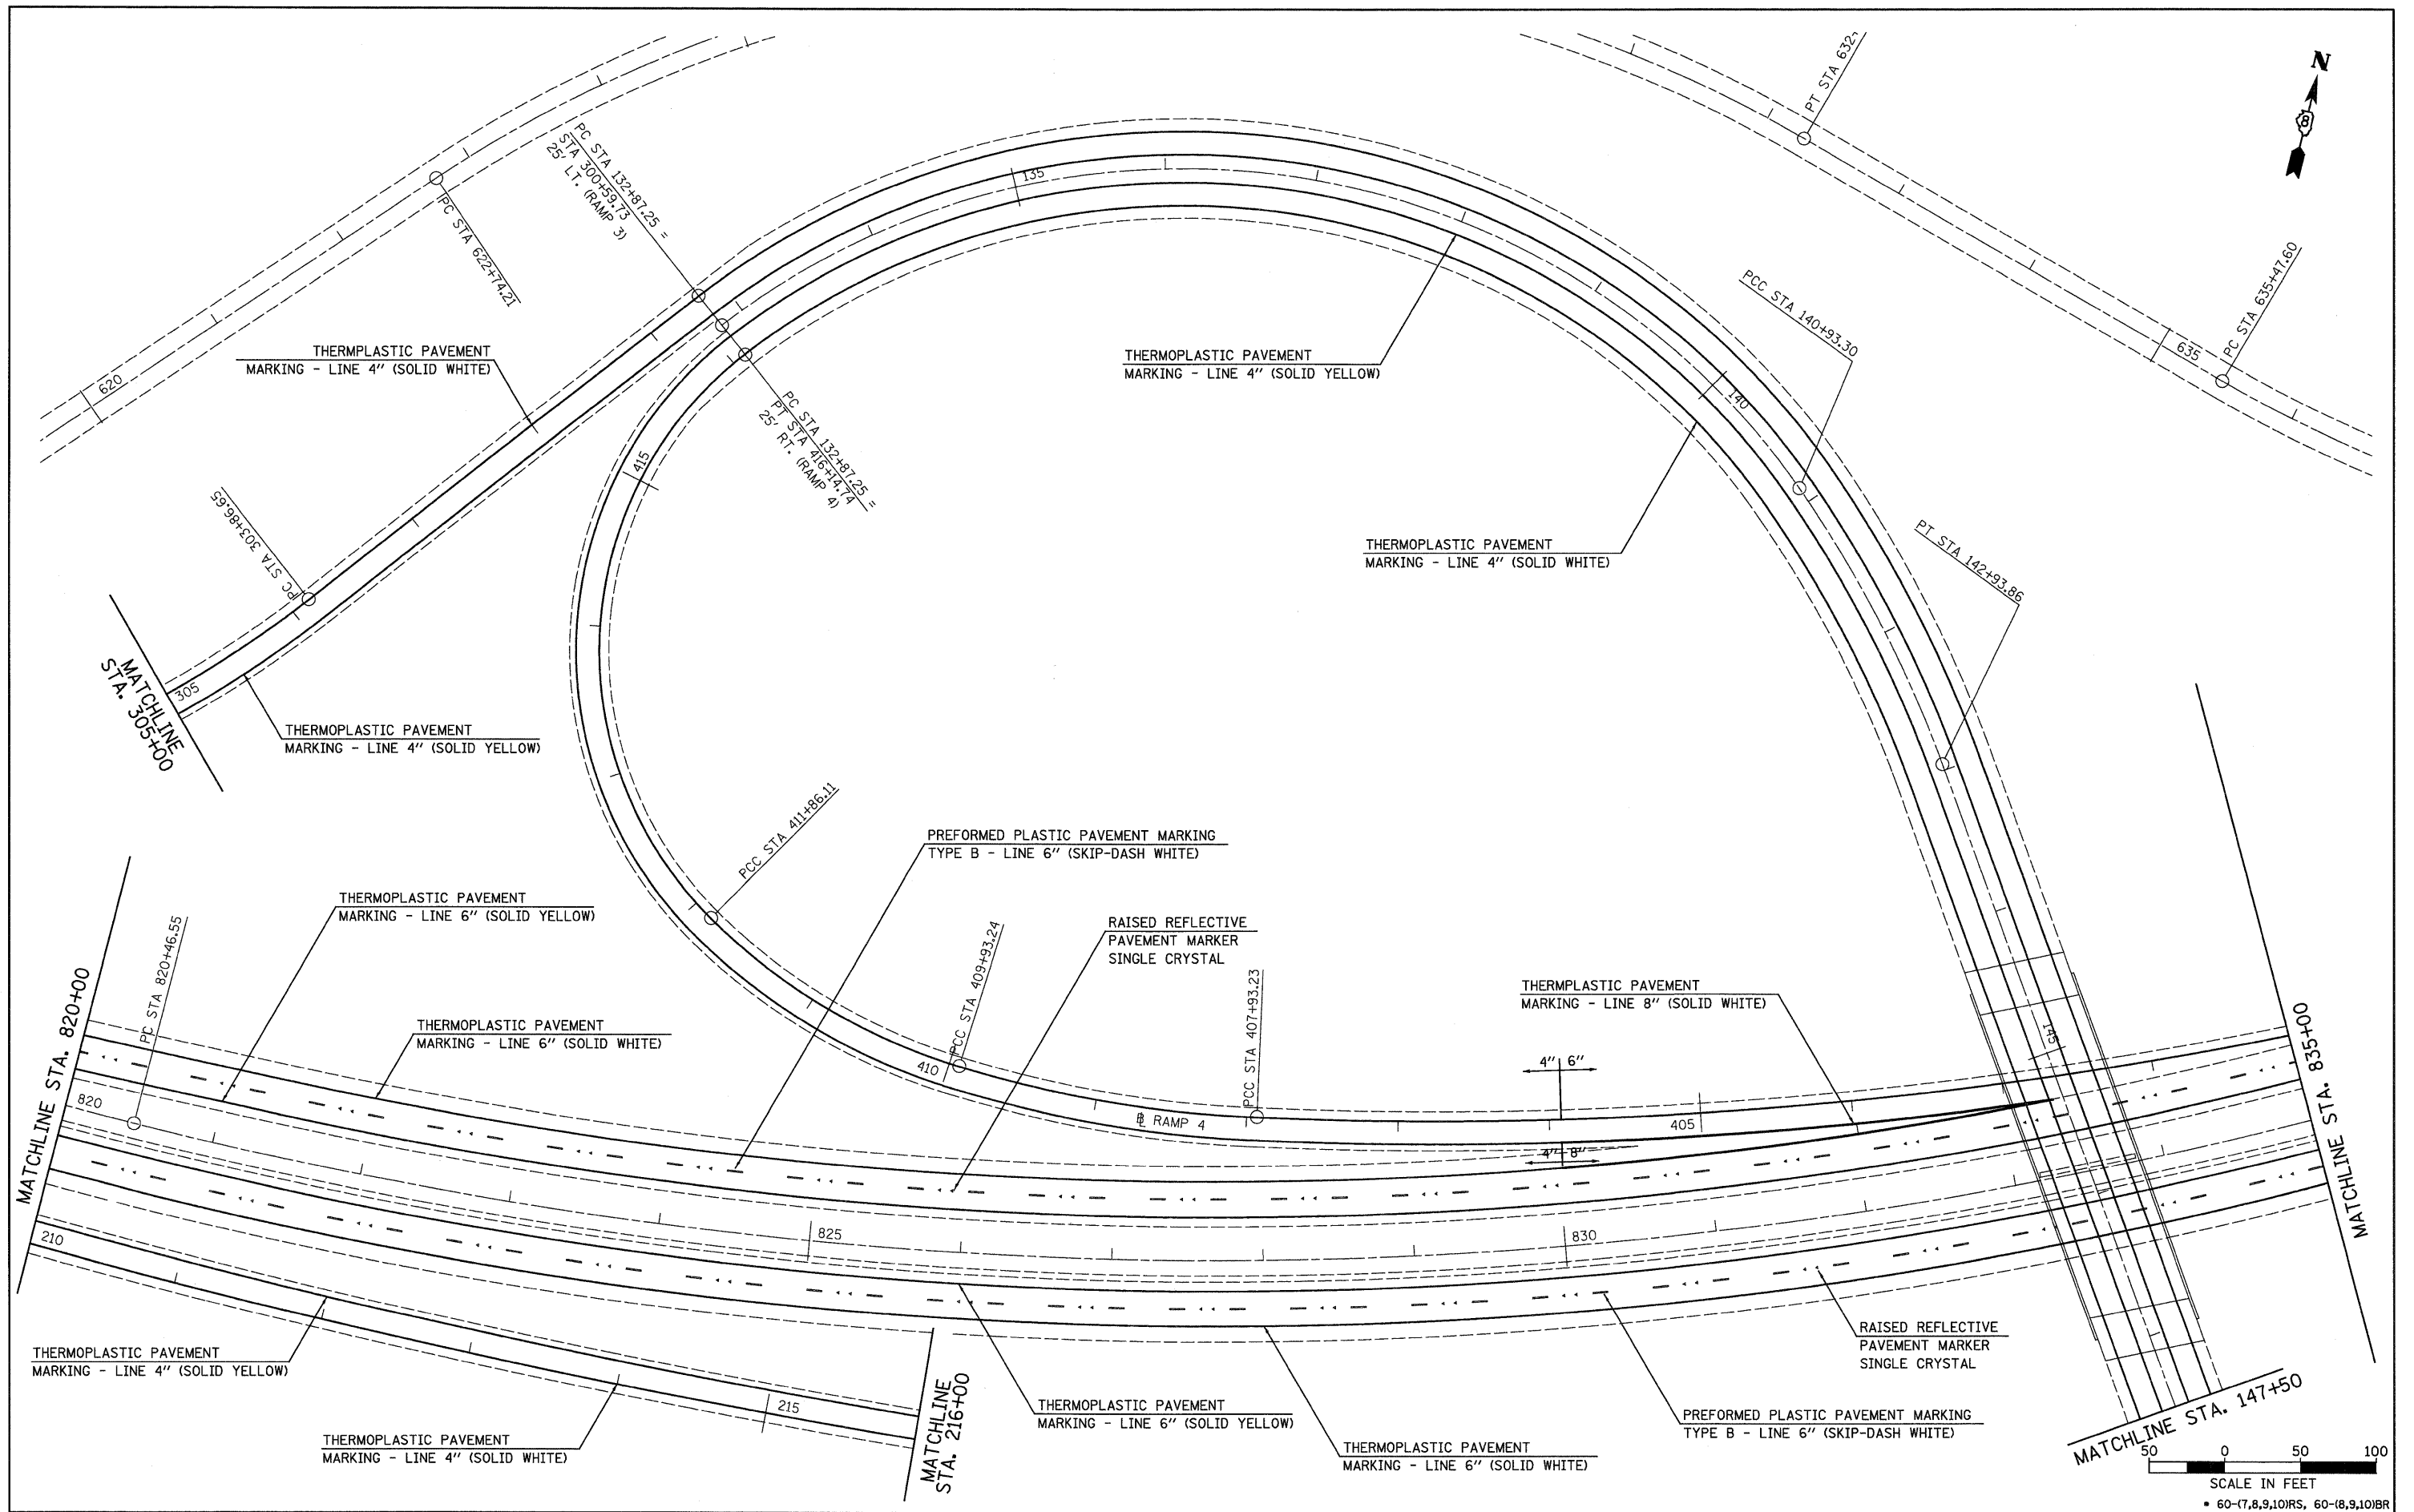 PT STA 632+
N
8
PC STA 132+87.25 =
STA 300+59.73
25' LT. (RAMP 3)
135
PC STA 622+74.21
PCC STA 140+93.30
PC STA 635+47.60
635
THERMPLASTIC PAVEMENT
MARKING - LINE 4" (SOLID WHITE)
THERMOPLASTIC PAVEMENT
MARKING - LINE 4" (SOLID YELLOW)
620
140
PC STA 132+87.25 =
PT STA 416+14.74
25' RT. (RAMP 4)
415
PC STA 303+86.65
THERMOPLASTIC PAVEMENT
MARKING - LINE 4" (SOLID WHITE)
PT STA 142+93.86
MATCHLINE
STA. 305+00
305
THERMOPLASTIC PAVEMENT
MARKING - LINE 4" (SOLID YELLOW)
PCC STA 411+86.11
PREFORMED PLASTIC PAVEMENT MARKING
TYPE B - LINE 6" (SKIP-DASH WHITE)
THERMOPLASTIC PAVEMENT
MARKING - LINE 6" (SOLID YELLOW)
PC STA 820+46.55
RAISED REFLECTIVE
PAVEMENT MARKER
SINGLE CRYSTAL
PCC STA 409+93.24
PCC STA 407+93.23
THERMPLASTIC PAVEMENT
MARKING - LINE 8" (SOLID WHITE)
MATCHLINE STA. 820+00
THERMOPLASTIC PAVEMENT
MARKING - LINE 6" (SOLID WHITE)
145
MATCHLINE STA. 835+00
4" 6"
410
820
℄ RAMP 4
405
4" 8"
825
830
210
THERMOPLASTIC PAVEMENT
MARKING - LINE 4" (SOLID YELLOW)
RAISED REFLECTIVE
PAVEMENT MARKER
SINGLE CRYSTAL
215
MATCHLINE
STA. 216+00
THERMOPLASTIC PAVEMENT
MARKING - LINE 6" (SOLID YELLOW)
PREFORMED PLASTIC PAVEMENT MARKING
TYPE B - LINE 6" (SKIP-DASH WHITE)
MATCHLINE STA. 147+50
THERMOPLASTIC PAVEMENT
MARKING - LINE 4" (SOLID WHITE)
THERMOPLASTIC PAVEMENT
MARKING - LINE 6" (SOLID WHITE)
50 0 50 100
SCALE IN FEET
• 60-(7,8,9,10)RS, 60-(8,9,10)BR